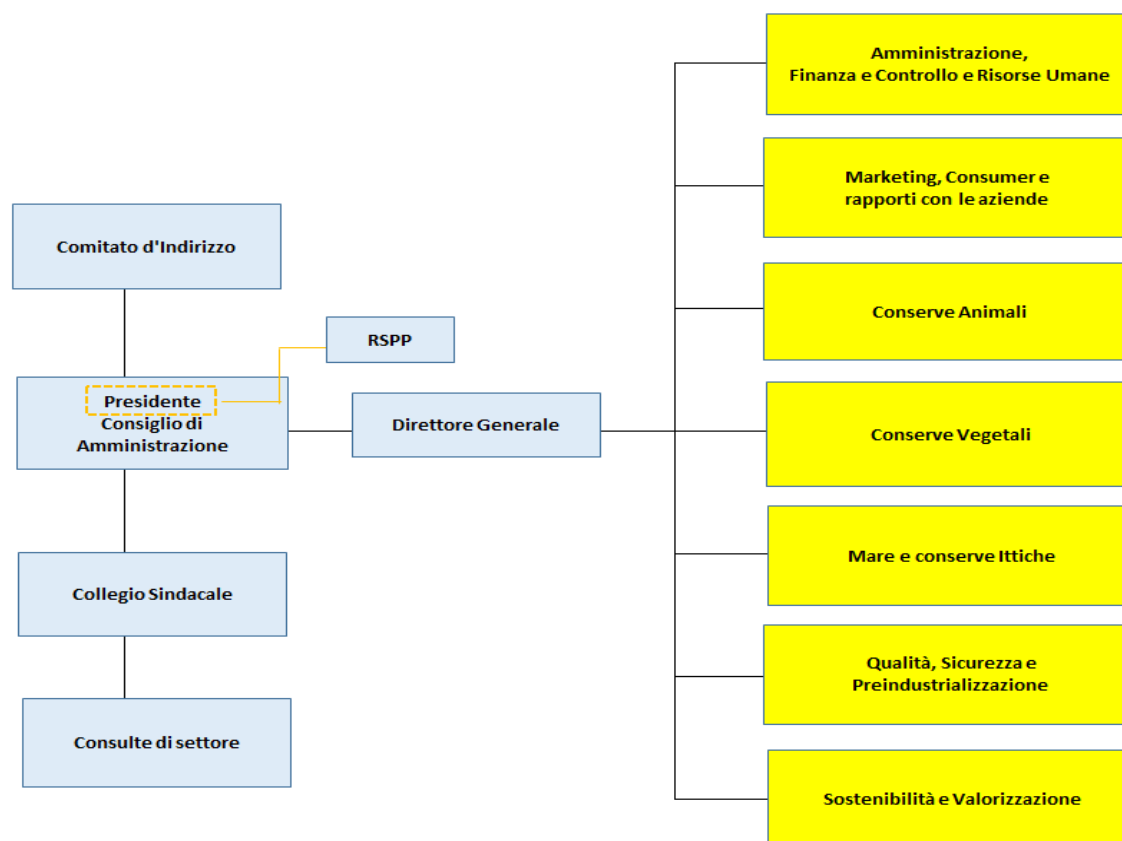 Comitato d'Indirizzo
RSPP
Presidente
Consiglio di
Amministrazione
Direttore Generale
Collegio Sindacale
Consulte di settore
Amministrazione,
Finanza e Controllo e Risorse Umane
Marketing, Consumer e
rapporti con le aziende
Conserve Animali
Conserve Vegetali
Mare e conserve Ittiche
Qualità, Sicurezza e
Preindustrializzazione
Sostenibilità e Valorizzazione